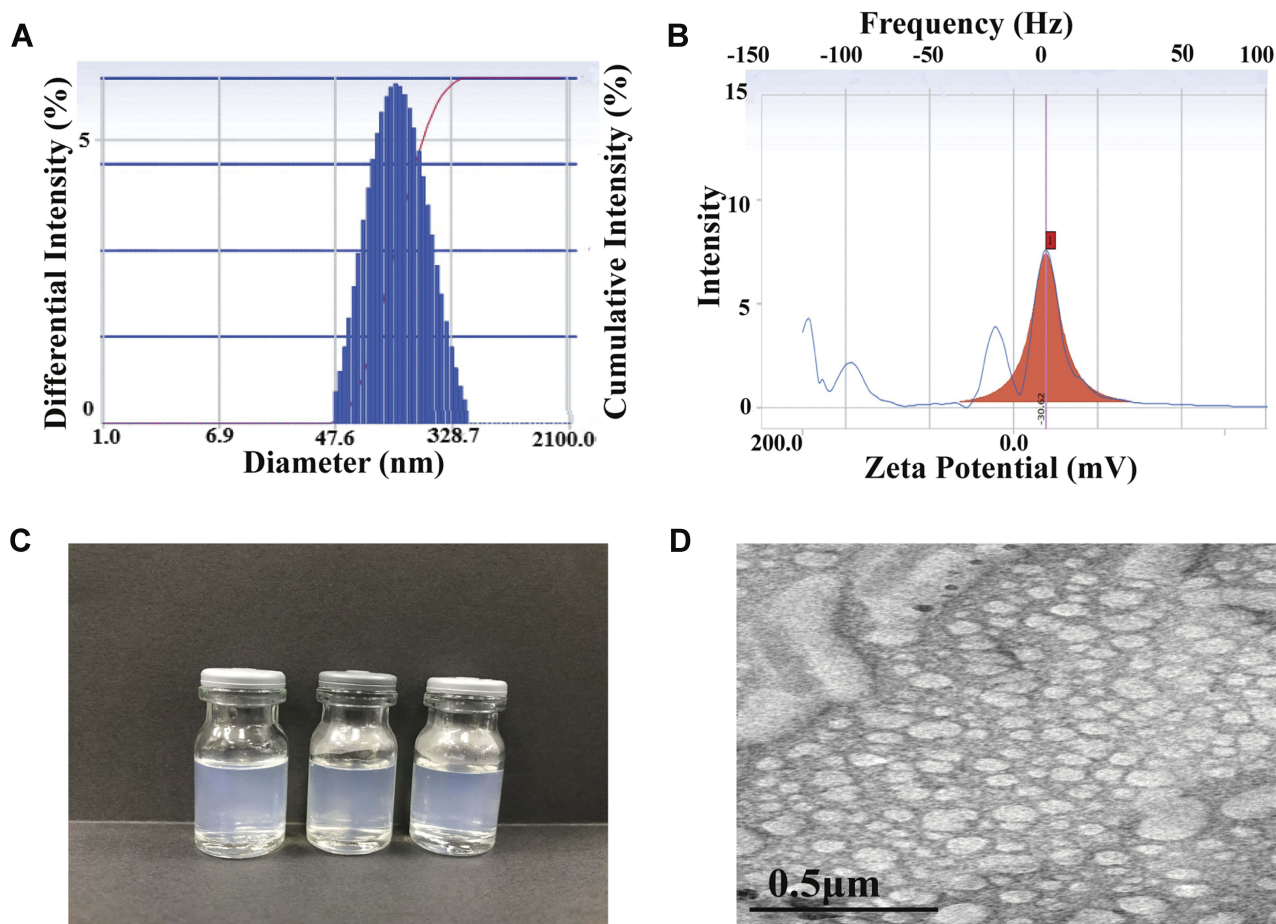 A
Differential Intensity (%)
Cumulative Intensity (%)
5
0
1.0 6.9 47.6 328.7 2100.0
Diameter (nm)
B
Frequency (Hz)
-150 -100 -50 0 50 100
Intensity
15
10
5
0
1
-30.62
200.0 0.0
Zeta Potential (mV)
C
D
0.5μm